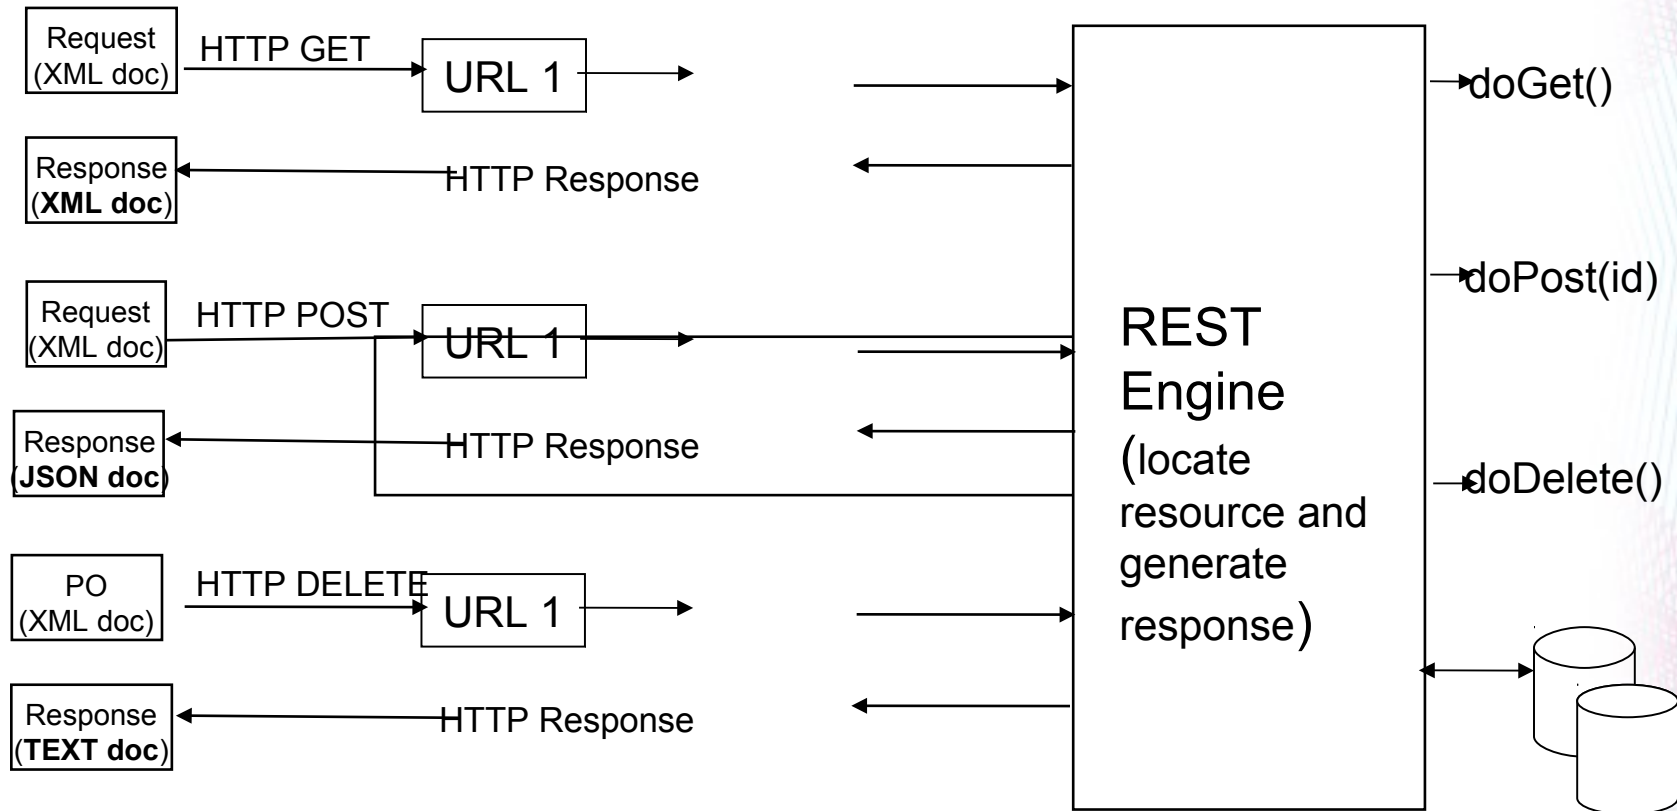 Request
(XML doc)
HTTP GET
URL 1
doGet()
Response
(XML doc)
HTTP Response
Request
(XML doc)
HTTP POST
URL 1
doPost(id)
Response
(JSON doc)
HTTP Response
REST
Engine
(locate
resource and
generate
response)
doDelete()
PO
(XML doc)
HTTP DELETE
URL 1
Response
(TEXT doc)
HTTP Response